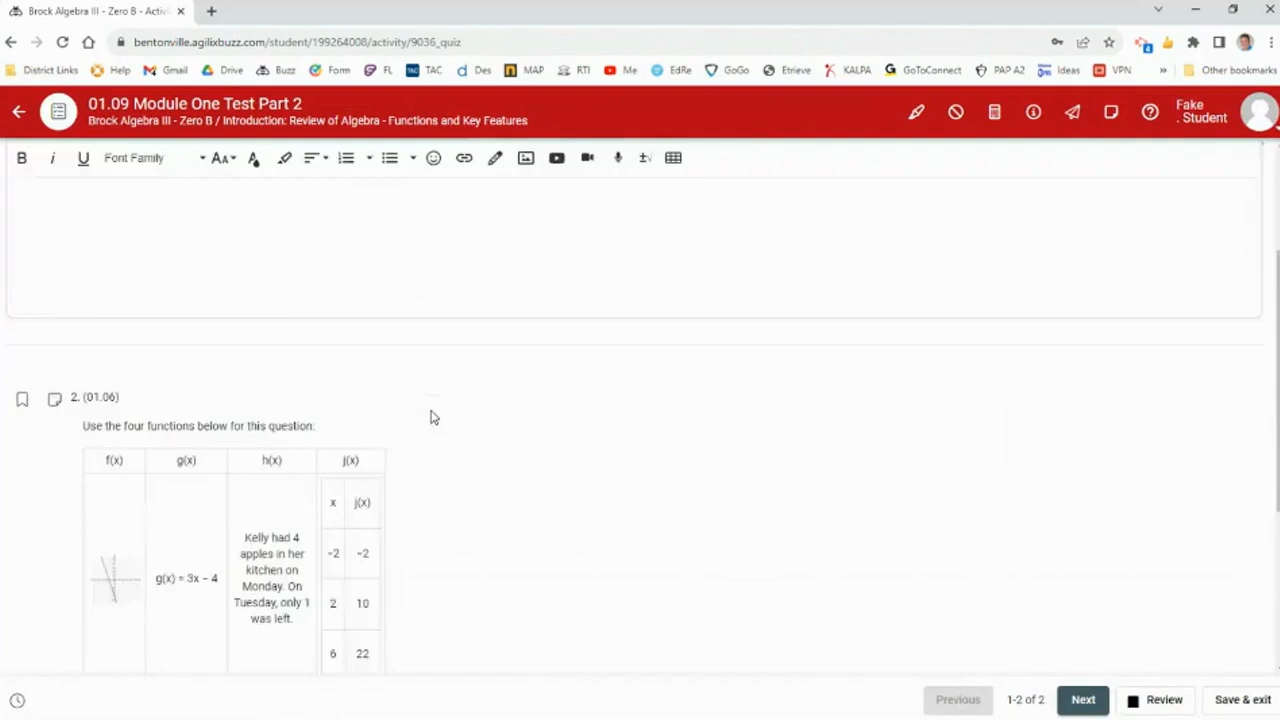 Brock Algebra III - Zero B - Activi
bentonville.agilixbuzz.com/student/199264008/activity/9036_quiz
District Links Help Gmail Drive Buzz Form FL TAC Des MAP RTI Me EdRe GoGo Etrieve KALPA GoToConnect PAP A2 Ideas VPN » Other bookmarks
01.09 Module One Test Part 2
Brock Algebra III - Zero B / Introduction: Review of Algebra - Functions and Key Features
Fake
. Student
B i U Font Family
2. (01.06)
Use the four functions below for this question:
f(x) g(x) h(x) j(x)
x j(x)
Kelly had 4
apples in her
kitchen on
Monday. On
Tuesday, only 1
was left.
g(x) = 3x − 4
−2 −2
2 10
6 22
Previous 1-2 of 2 Next Review Save & exit